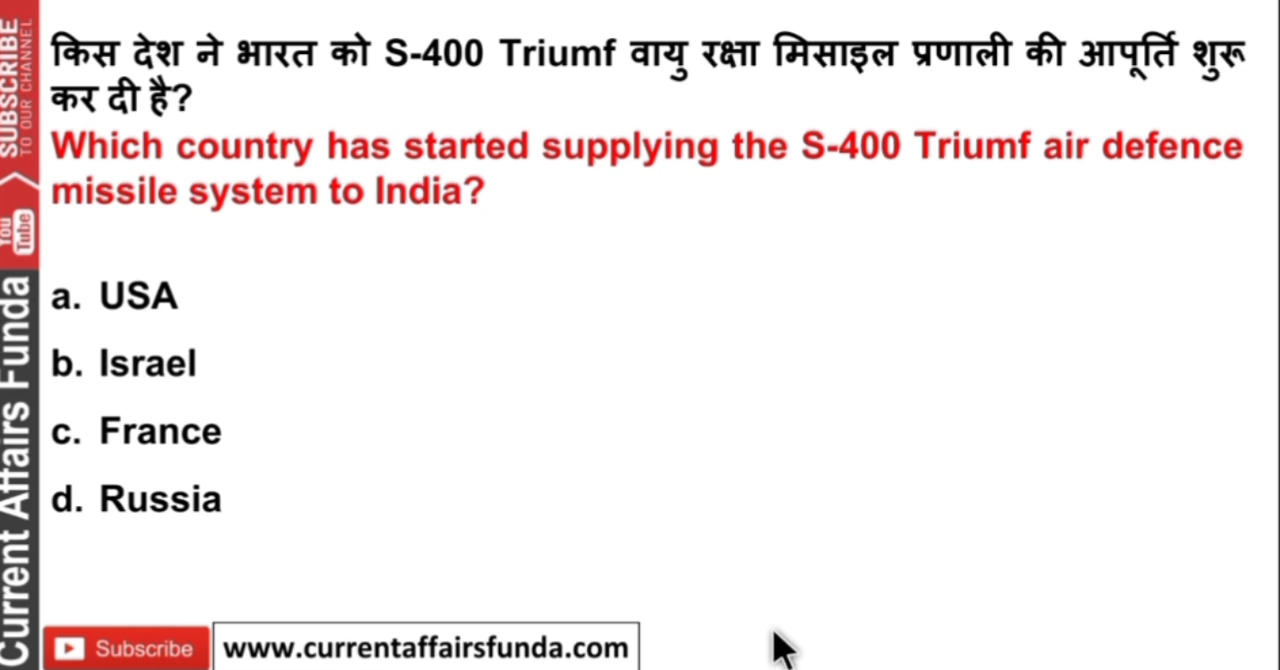 किस देश ने भारत को S-400 Triumf वायु रक्षा मिसाइल प्रणाली की आपूर्ति शुरू
कर दी है?
Which country has started supplying the S-400 Triumf air defence
missile system to India?
a. USA
b. Israel
c. France
d. Russia
Subscribe
www.currentaffairsfunda.com
SUBSCRIBE
TO OUR CHANNEL
You
Tube
Current Affairs Funda